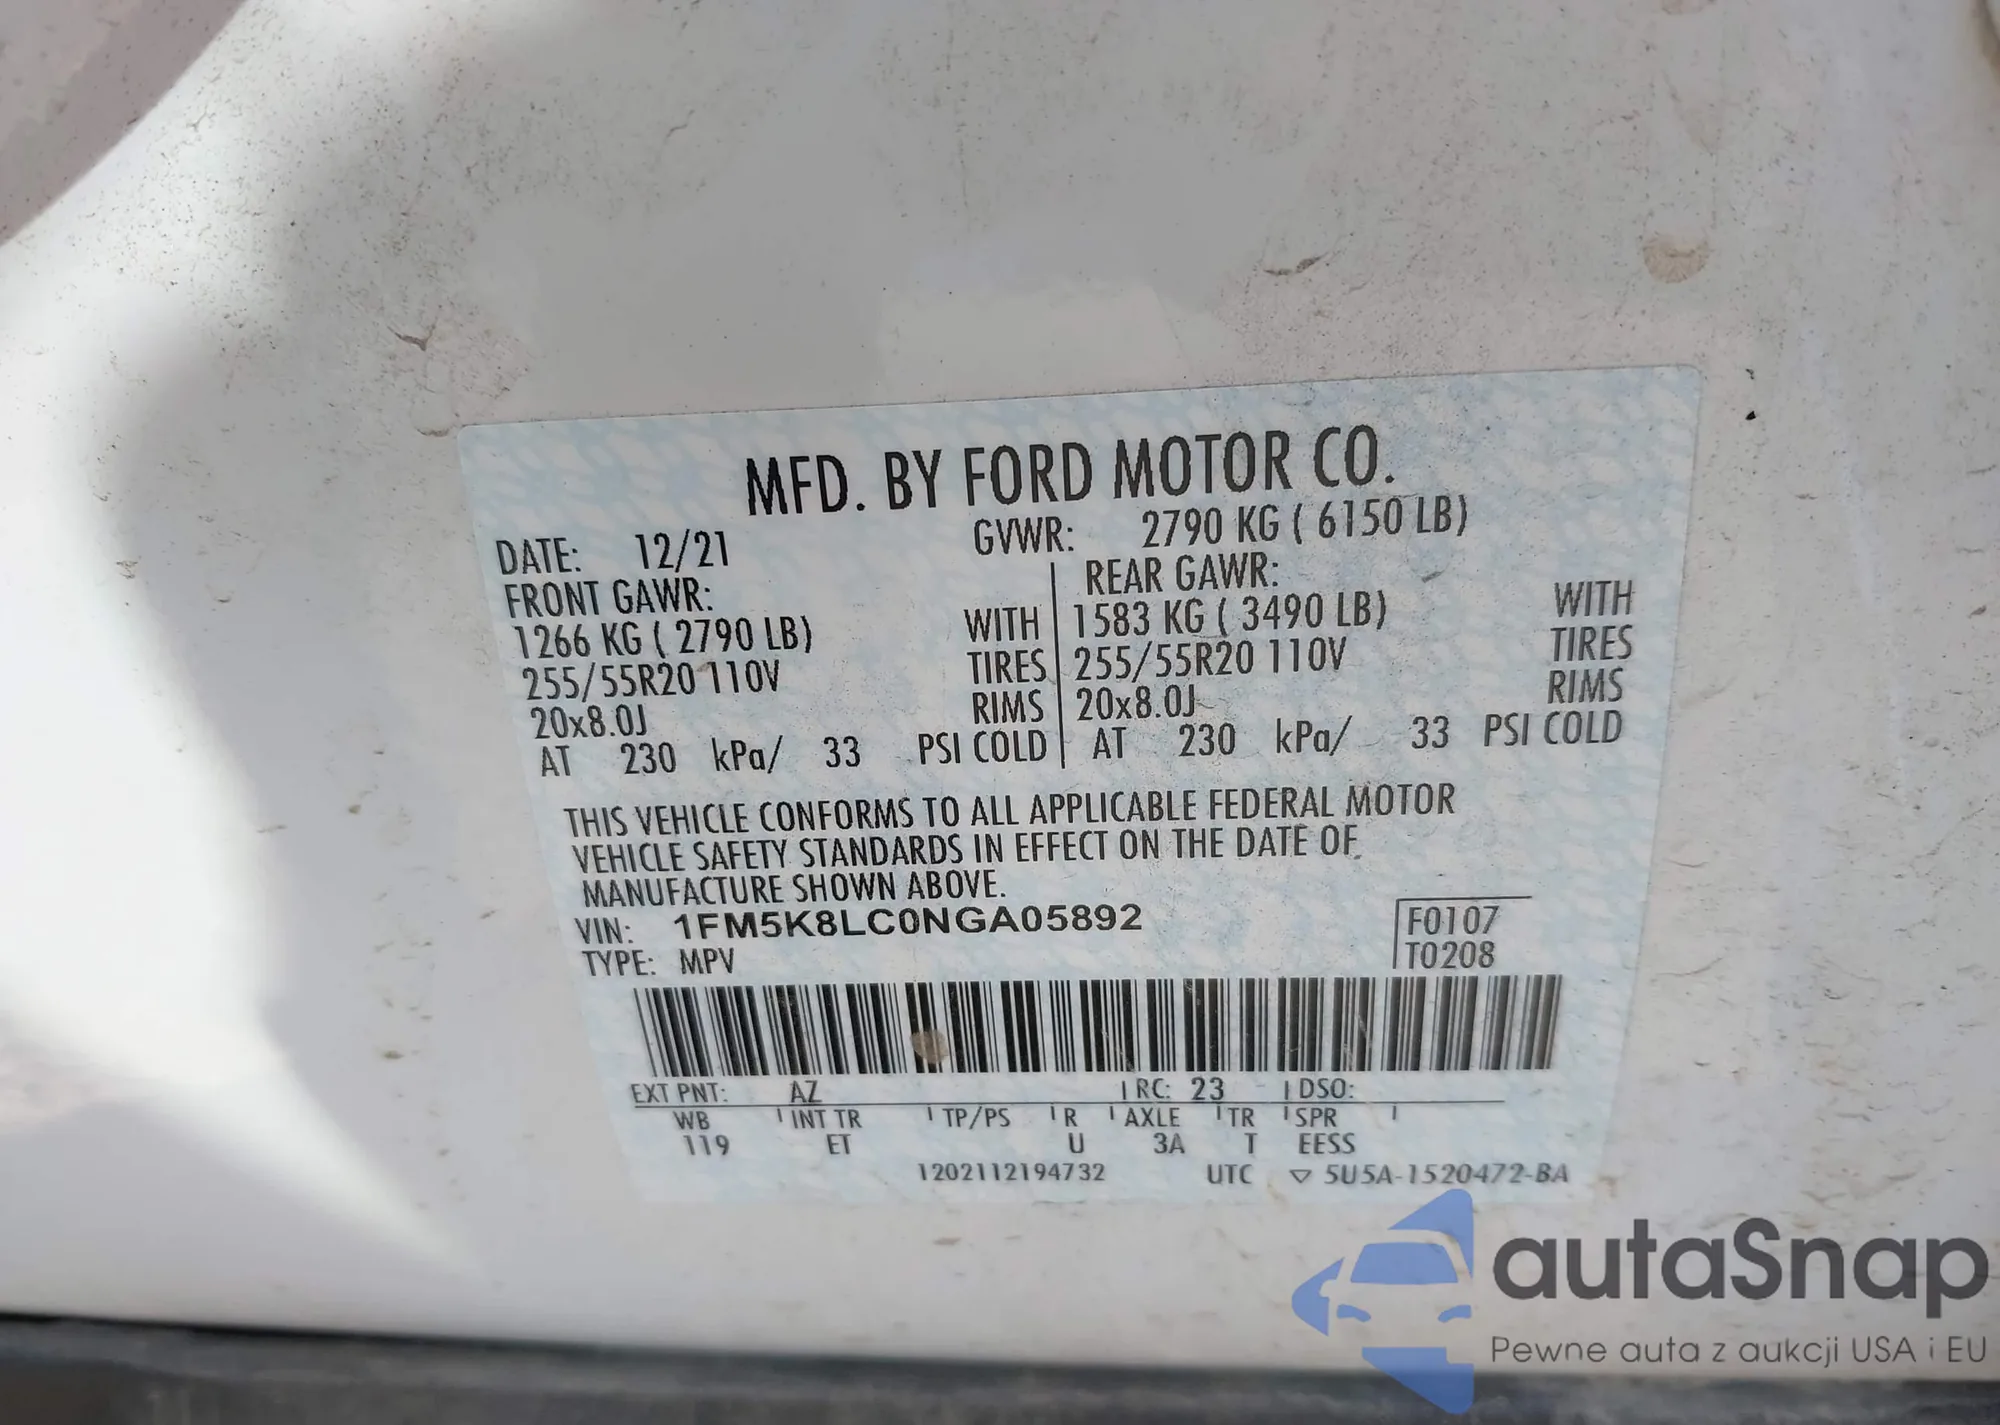 MFD. BY FORD MOTOR CO.
DATE: 12/21 GVWR: 2790 KG ( 6150 LB)
FRONT GAWR: REAR GAWR:
1266 KG ( 2790 LB) WITH 1583 KG ( 3490 LB) WITH
255/55R20 110V TIRES 255/55R20 110V TIRES
20x8.0J RIMS 20x8.0J RIMS
AT 230 kPa/ 33 PSI COLD AT 230 kPa/ 33 PSI COLD
THIS VEHICLE CONFORMS TO ALL APPLICABLE FEDERAL MOTOR
VEHICLE SAFETY STANDARDS IN EFFECT ON THE DATE OF
MANUFACTURE SHOWN ABOVE.
VIN: 1FM5K8LC0NGA05892 F0107
TYPE: MPV T0208
EXT PNT: AZ RC: 23 DSO:
WB INT TR TP/PS R AXLE TR SPR
119 ET U 3A T EESS
1202112194732 UTC ▽ 5U5A-1520472-BA
autaSnap
Pewne auta z aukcji USA i EU